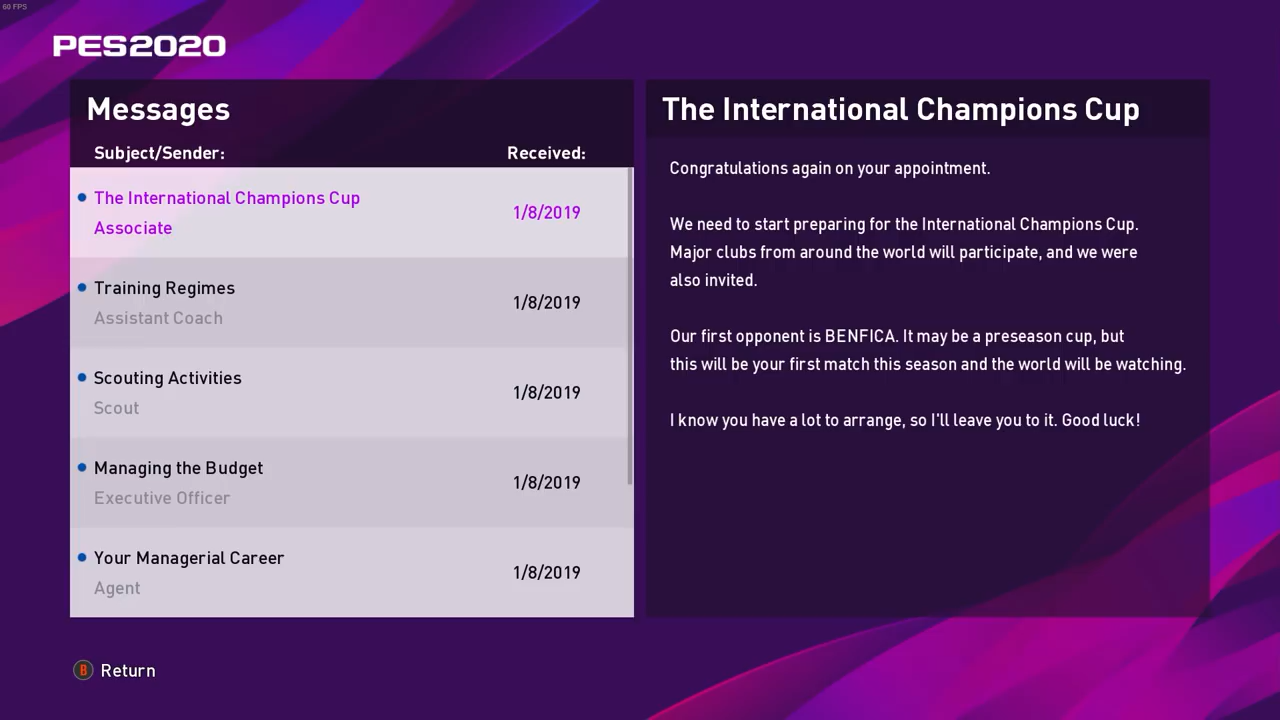 60 FPS
PES2020
Messages
Subject/Sender: Received:
The International Champions Cup
Associate
1/8/2019
Training Regimes
Assistant Coach
1/8/2019
Scouting Activities
Scout
1/8/2019
Managing the Budget
Executive Officer
1/8/2019
Your Managerial Career
Agent
1/8/2019
The International Champions Cup
Congratulations again on your appointment.
We need to start preparing for the International Champions Cup.
Major clubs from around the world will participate, and we were
also invited.
Our first opponent is BENFICA. It may be a preseason cup, but
this will be your first match this season and the world will be watching.
I know you have a lot to arrange, so I'll leave you to it. Good luck!
B Return